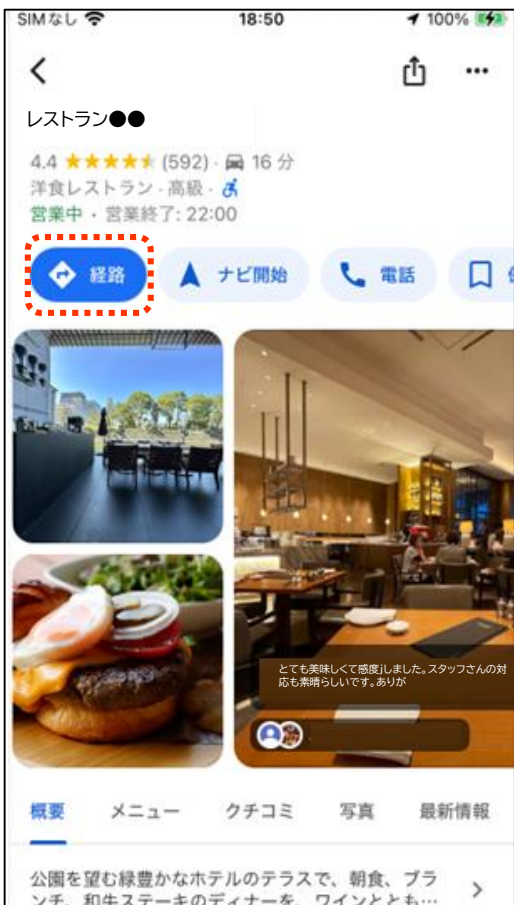 SIMなし 18:50 100%
レストラン●●
4.4 ★★★★★ (592)・ 16 分
洋食レストラン・高級・
営業中・営業終了: 22:00
経路 ナビ開始 電話
とても美味しくて感度jしました。スタッフさんの対
応も素晴らしいです。ありが
概要 メニュー クチコミ 写真 最新情報
公園を望む緑豊かなホテルのテラスで、朝食、ブラ
ンチ、和牛ステーキのディナーを、ワインととも…